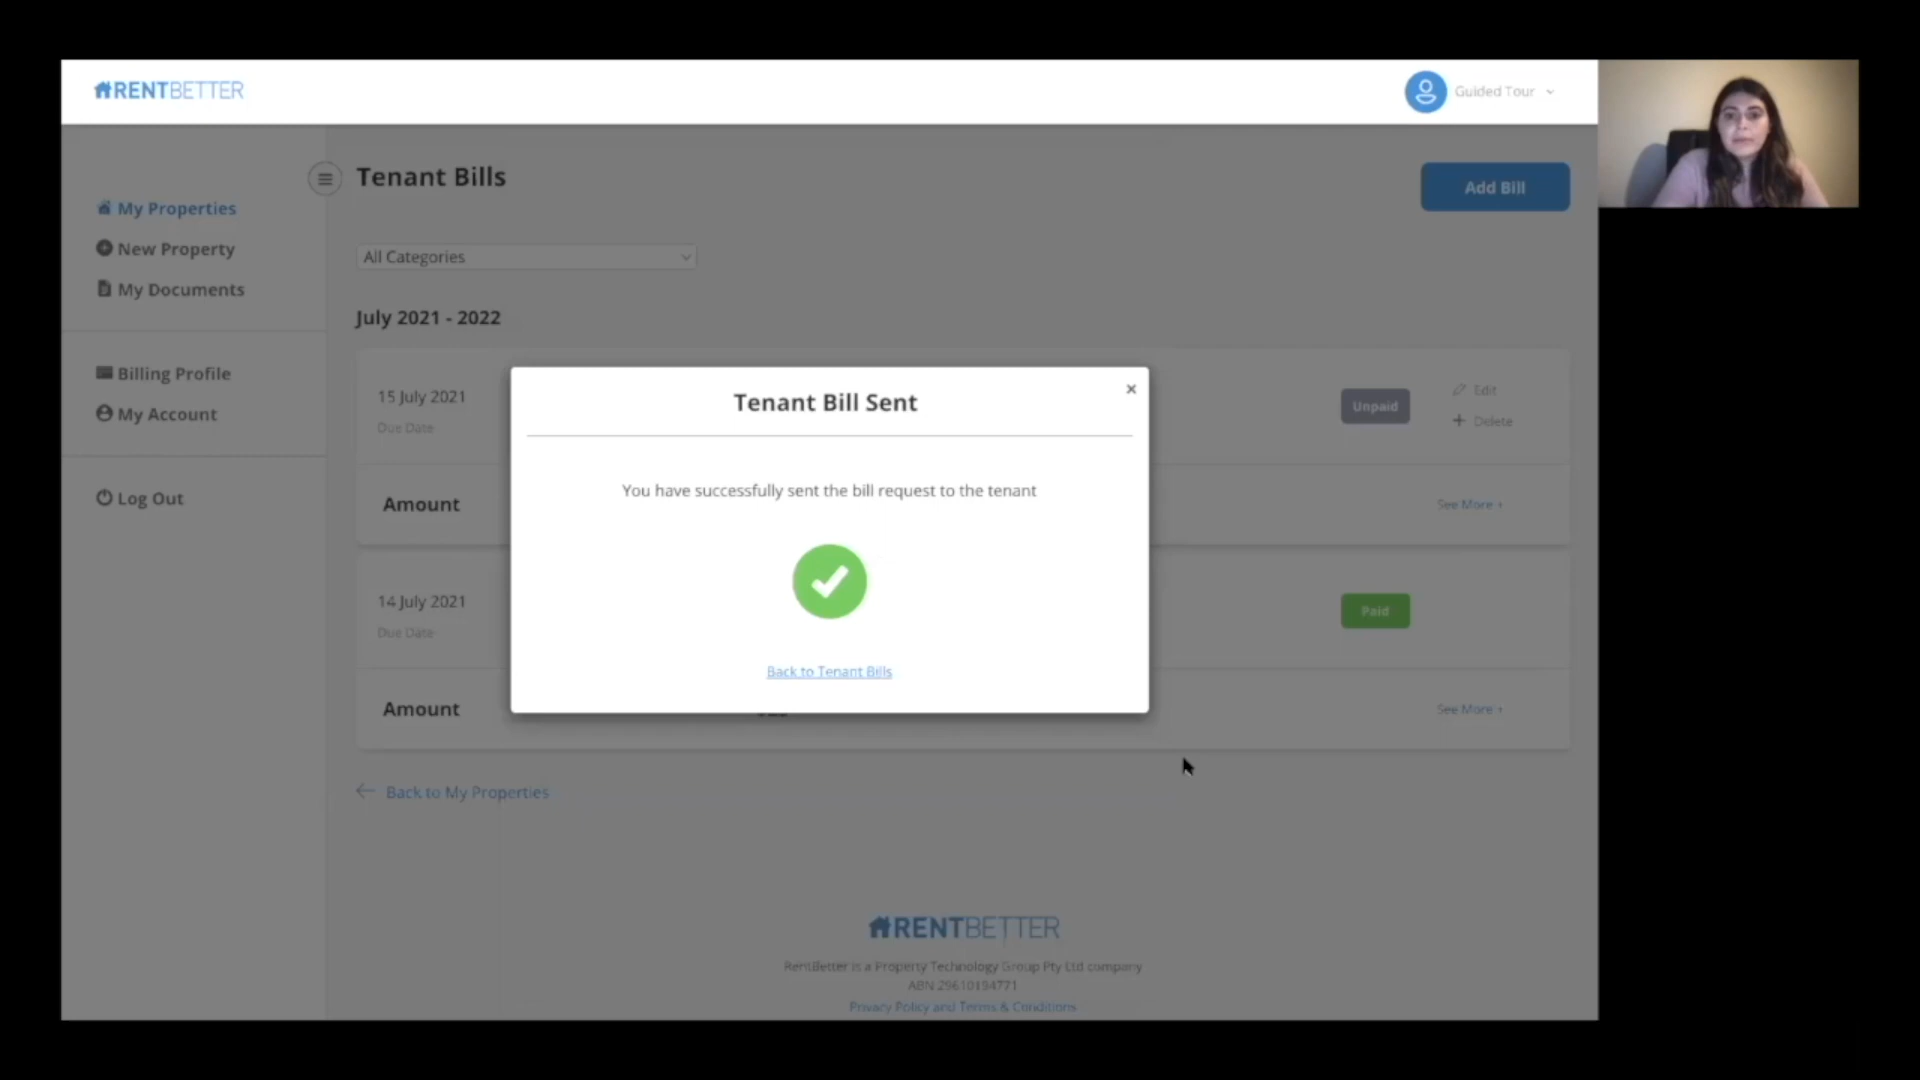 RENTBETTER
Guided Tour
My Properties
New Property
My Documents
Billing Profile
My Account
Log Out
Tenant Bills
Add Bill
All Categories
July 2021 - 2022
15 July 2021
Due Date
Unpaid
Edit
Delete
Amount
See More +
14 July 2021
Due Date
Paid
Amount
See More +
Tenant Bill Sent
×
You have successfully sent the bill request to the tenant
Back to Tenant Bills
Back to My Properties
RENTBETTER
RentBetter is a Property Technology Group Pty Ltd company
ABN:29610194771
Privacy Policy and Terms & Conditions